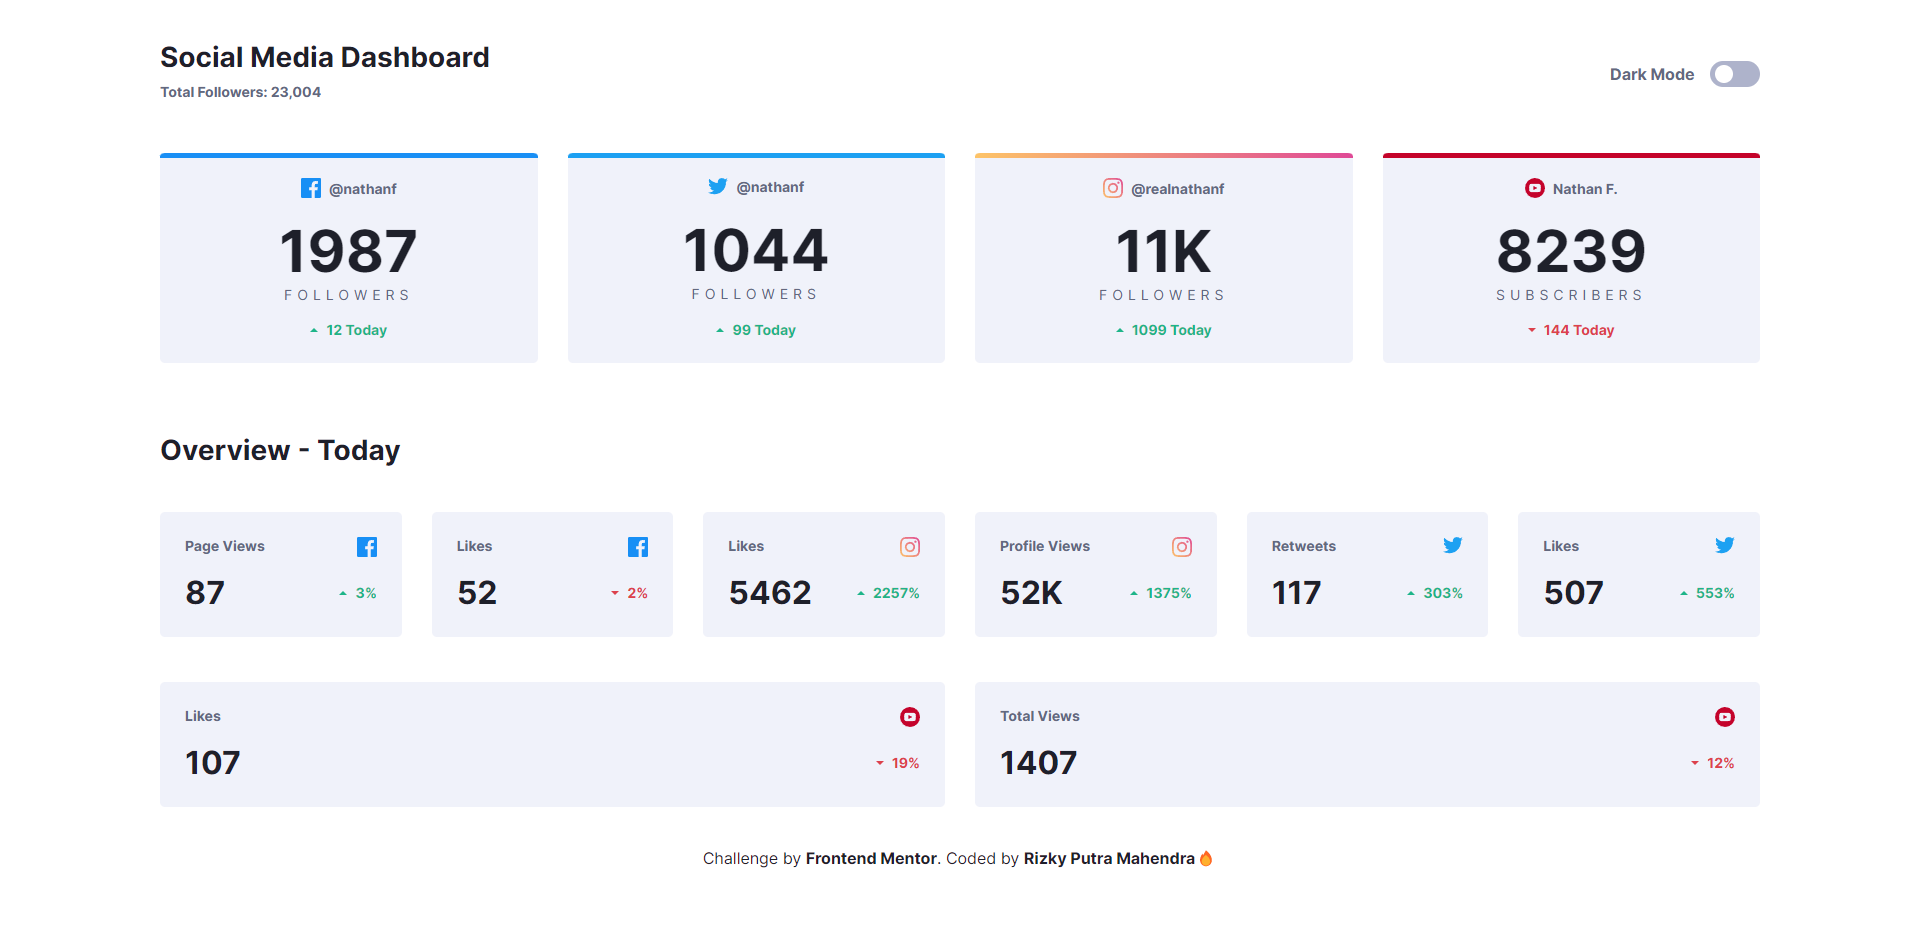 Social Media Dashboard
Total Followers: 23,004
Dark Mode
@nathanf
1987
FOLLOWERS
12 Today
@nathanf
1044
FOLLOWERS
99 Today
@realnathanf
11K
FOLLOWERS
1099 Today
Nathan F.
8239
SUBSCRIBERS
144 Today
Overview - Today
Page Views
87
3%
Likes
52
2%
Likes
5462
2257%
Profile Views
52K
1375%
Retweets
117
303%
Likes
507
553%
Likes
107
19%
Total Views
1407
12%
Challenge by Frontend Mentor. Coded by Rizky Putra Mahendra 🔥